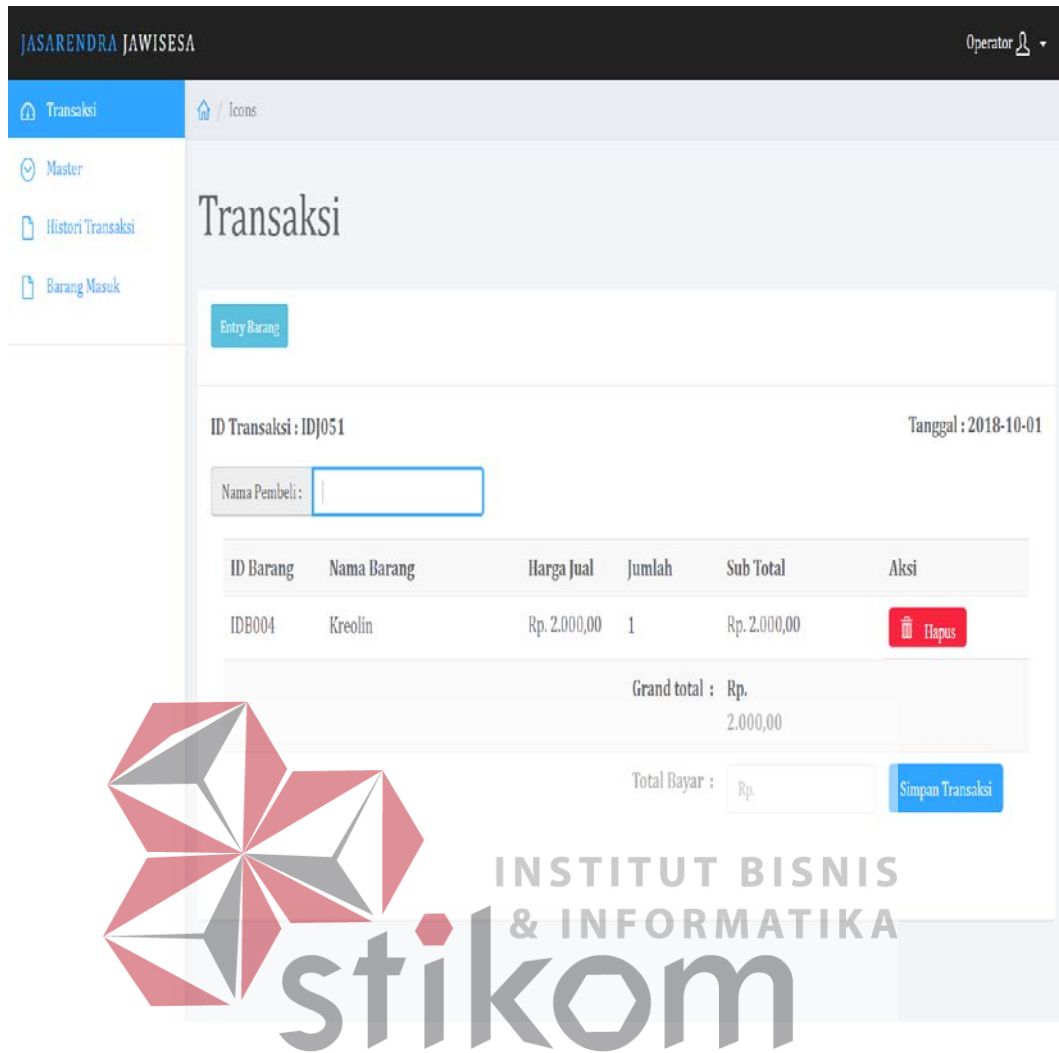 JASARENDRA JAWISESA
Operator
Transaksi
Icons
Master
Histori Transaksi
Barang Masuk
Transaksi
Entry Barang
ID Transaksi : IDJ051
Tanggal : 2018-10-01
Nama Pembeli :
ID Barang Nama Barang Harga Jual Jumlah Sub Total Aksi
IDB004 Kreolin Rp. 2.000,00 1 Rp. 2.000,00 Hapus
Grand total : Rp.
2.000,00
Total Bayar : Rp. Simpan Transaksi
INSTITUT BISNIS
& INFORMATIKA
stikom